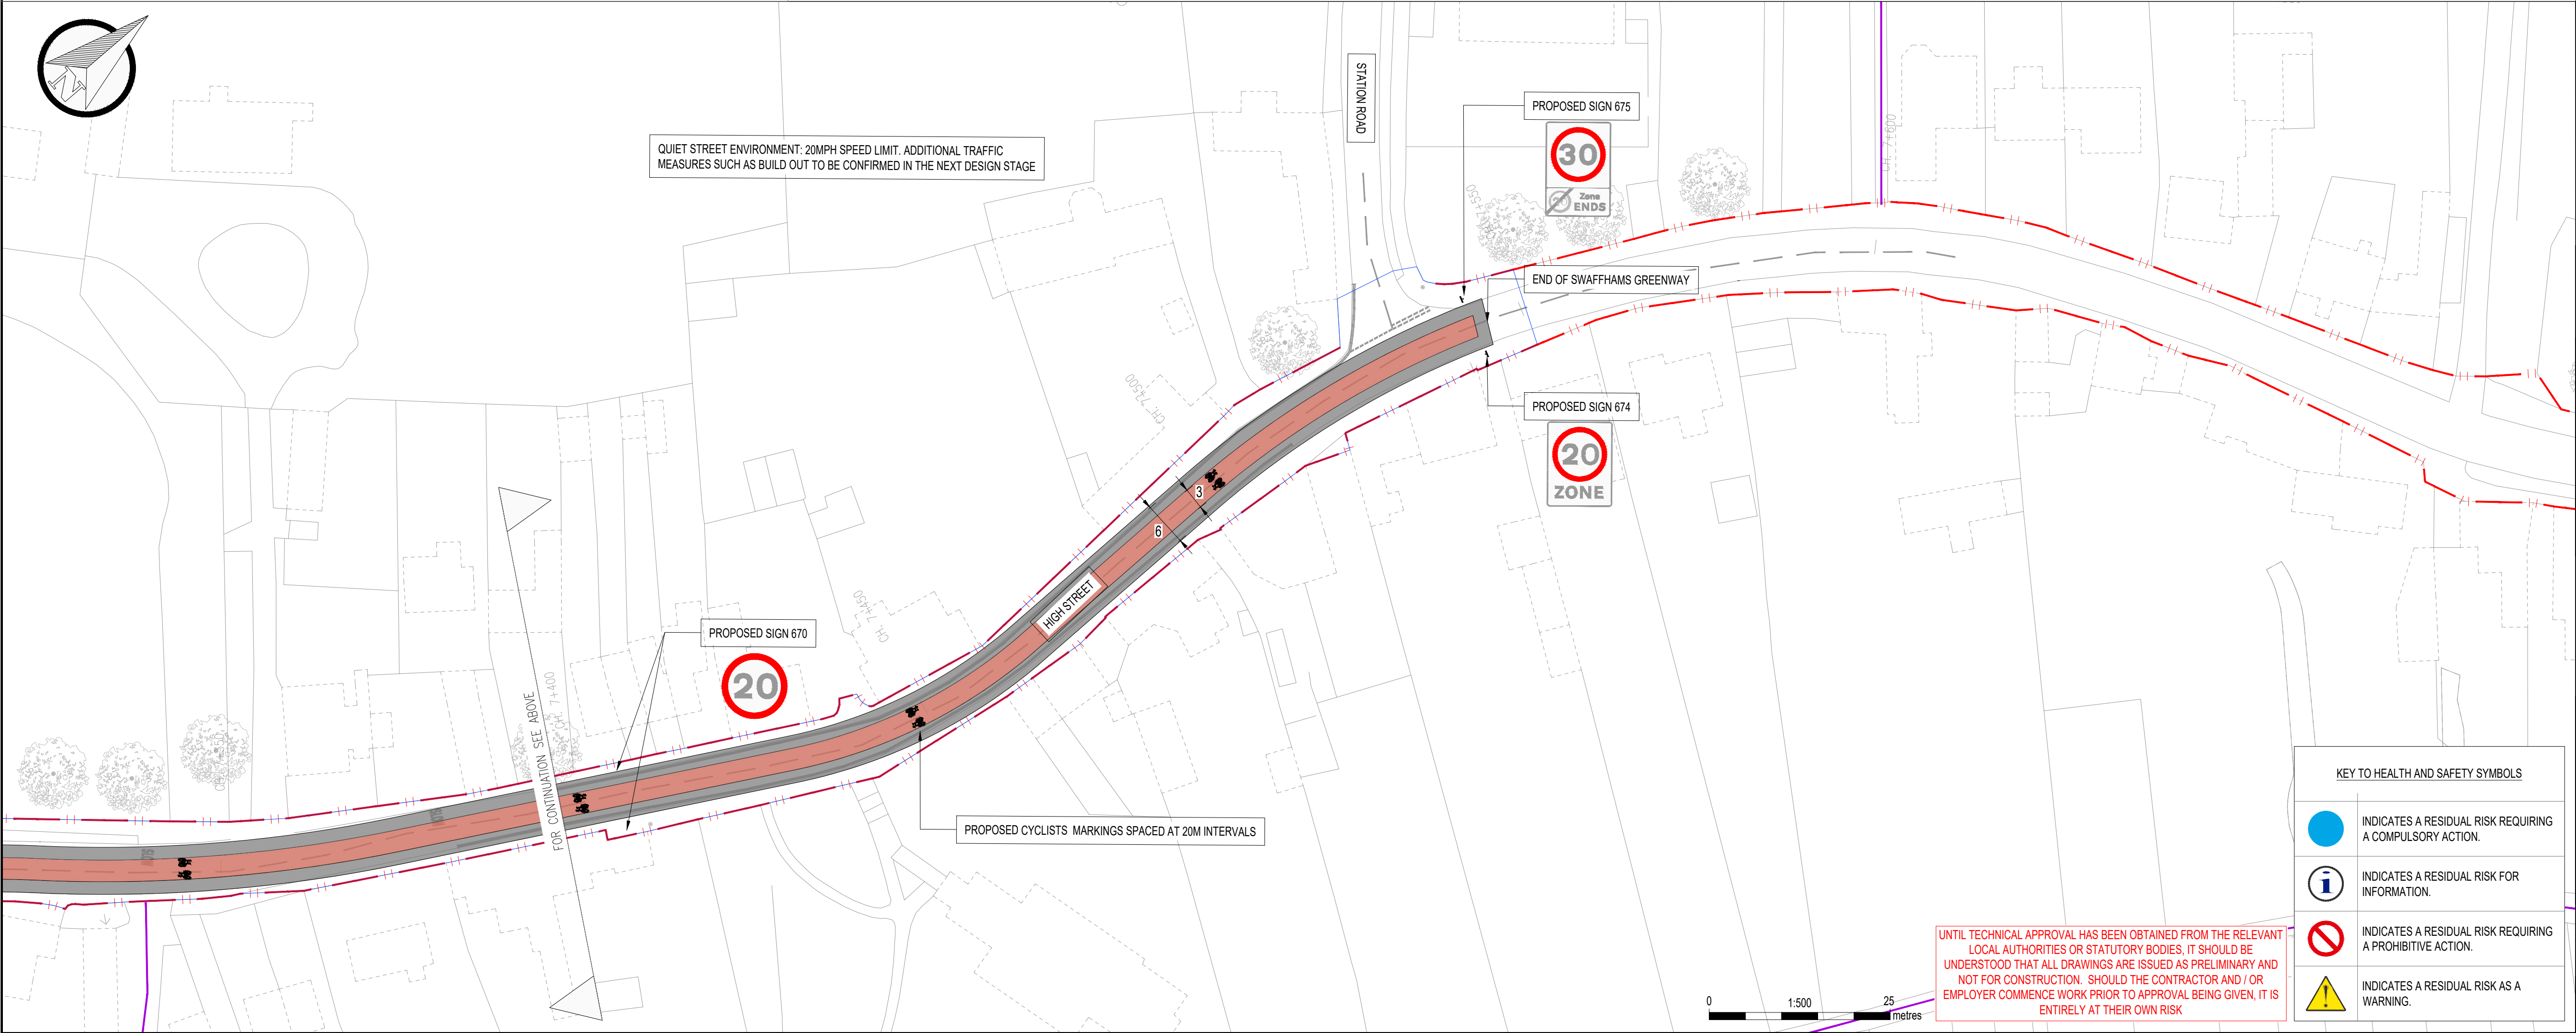 N
STATION ROAD
PROPOSED SIGN 675
30
Zone
ENDS
QUIET STREET ENVIRONMENT: 20MPH SPEED LIMIT. ADDITIONAL TRAFFIC
MEASURES SUCH AS BUILD OUT TO BE CONFIRMED IN THE NEXT DESIGN STAGE
END OF SWAFFHAMS GREENWAY
PROPOSED SIGN 674
20
ZONE
CH 7+500
3
6
HIGH STREET
CH 7+450
PROPOSED SIGN 670
20
FOR CONTINUATION SEE ABOVE
7+400
SLOW
PROPOSED CYCLISTS MARKINGS SPACED AT 20M INTERVALS
KEY TO HEALTH AND SAFETY SYMBOLS
INDICATES A RESIDUAL RISK REQUIRING
A COMPULSORY ACTION.
i
INDICATES A RESIDUAL RISK FOR
INFORMATION.
INDICATES A RESIDUAL RISK REQUIRING
A PROHIBITIVE ACTION.
!
INDICATES A RESIDUAL RISK AS A
WARNING.
UNTIL TECHNICAL APPROVAL HAS BEEN OBTAINED FROM THE RELEVANT
LOCAL AUTHORITIES OR STATUTORY BODIES, IT SHOULD BE
UNDERSTOOD THAT ALL DRAWINGS ARE ISSUED AS PRELIMINARY AND
NOT FOR CONSTRUCTION. SHOULD THE CONTRACTOR AND / OR
EMPLOYER COMMENCE WORK PRIOR TO APPROVAL BEING GIVEN, IT IS
ENTIRELY AT THEIR OWN RISK
0 1:500 25
metres